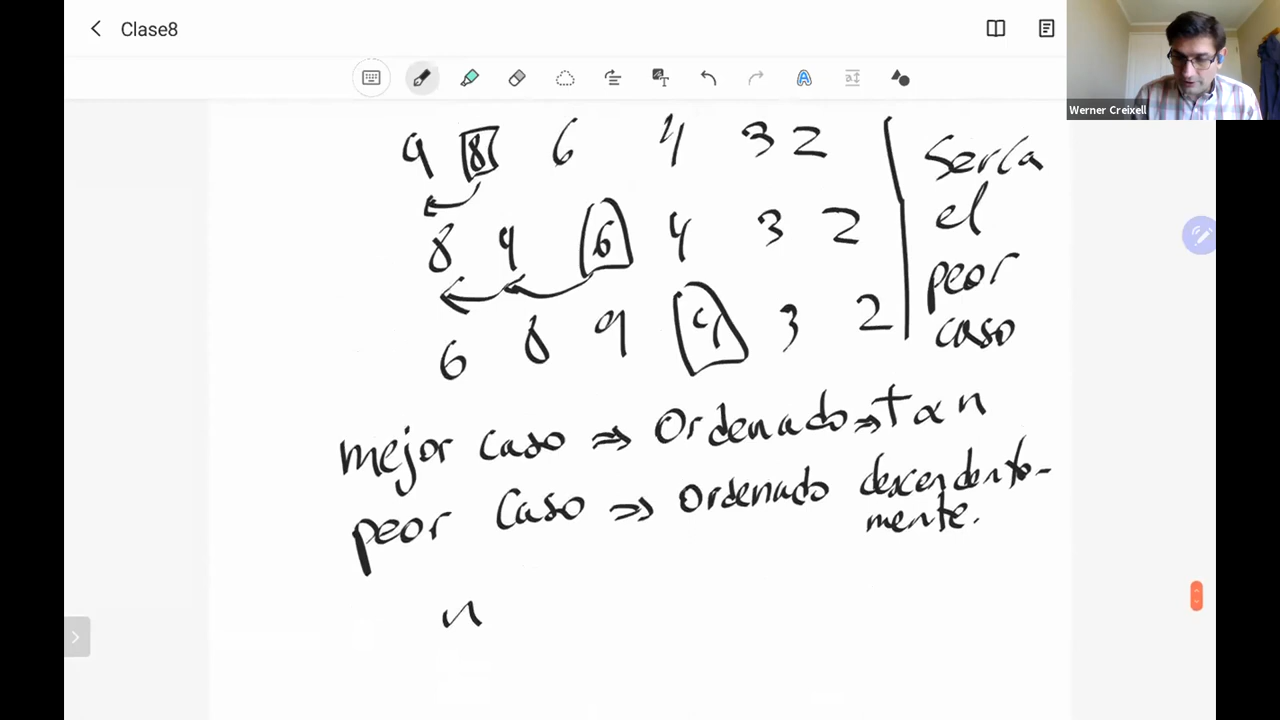 Clase8
Werner Creixell
9 8 6 4 3 2
8 9 6 4 3 2
6 8 9 4 3 2
Sería
el
peor
caso
mejor caso ⇒ Ordenado ⇒ T α n
peor caso ⇒ ordenado descendente-
mente.
n